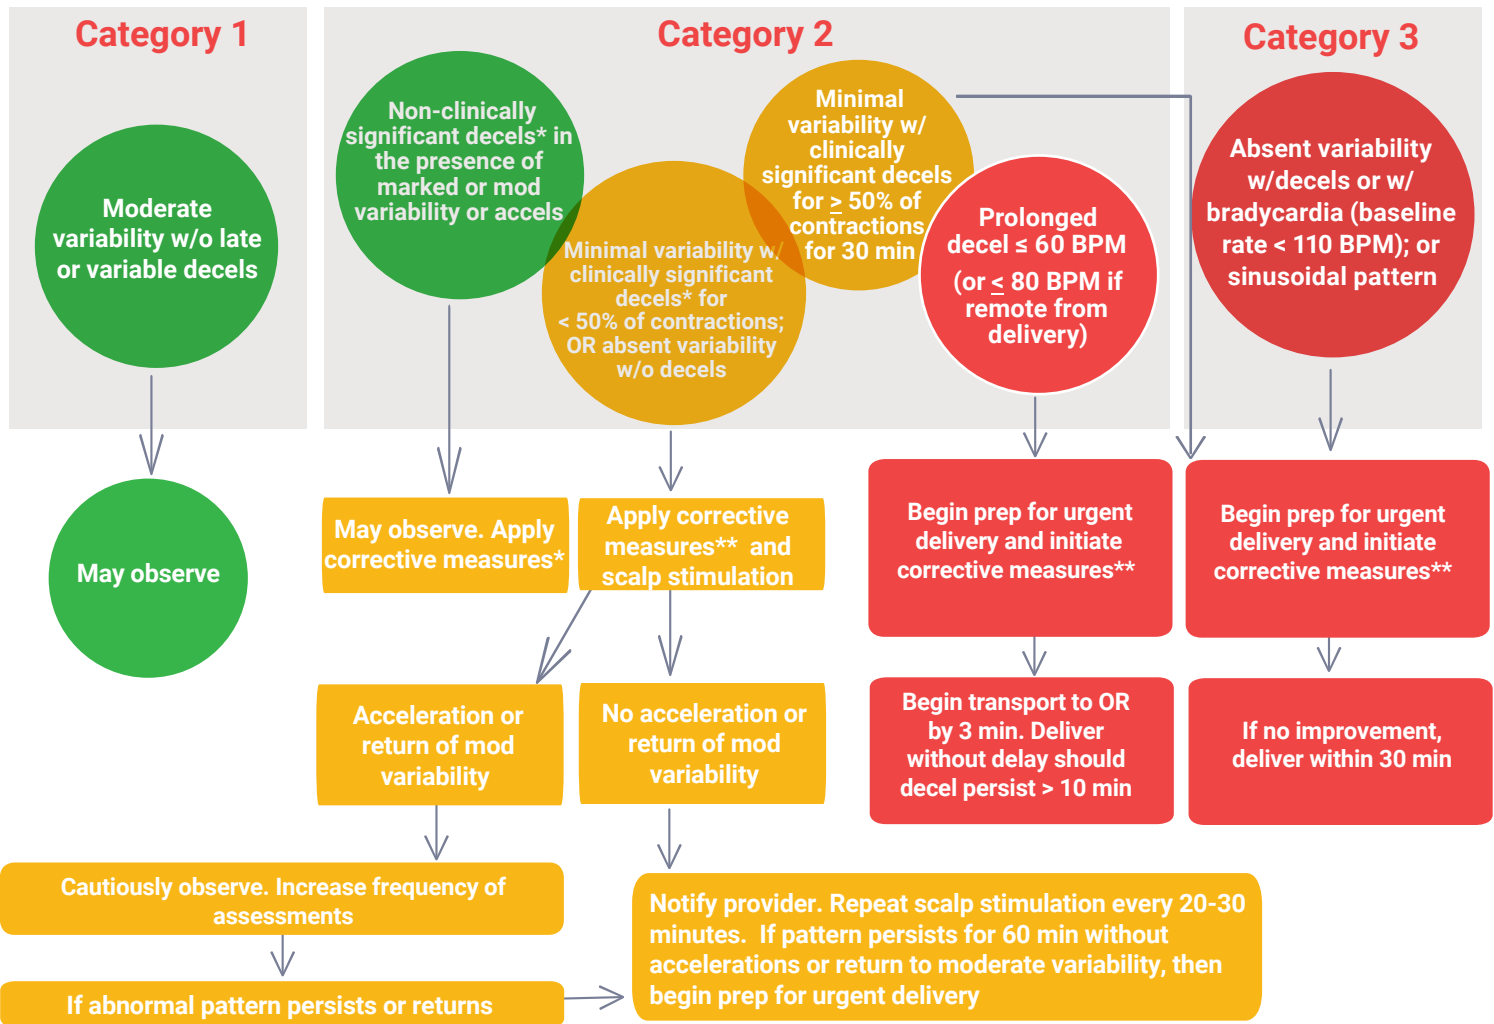 Category 1
Moderate
variability w/o late
or variable decels
May observe
Category 2
Non-clinically
significant decels* in
the presence of
marked or mod
variability or accels
Minimal variability w/
clinically significant
decels* for
< 50% of contractions;
OR absent variability
w/o decels
Minimal
variability w/
clinically
significant decels
for ≥ 50% of
contractions
for 30 min
Prolonged
decel ≤ 60 BPM
(or ≤ 80 BPM if
remote from
delivery)
Category 3
Absent variability
w/decels or w/
bradycardia (baseline
rate < 110 BPM); or
sinusoidal pattern
May observe. Apply
corrective measures*
Apply corrective
measures** and
scalp stimulation
Begin prep for urgent
delivery and initiate
corrective measures**
Begin prep for urgent
delivery and initiate
corrective measures**
Acceleration or
return of mod
variability
No acceleration or
return of mod
variability
Begin transport to OR
by 3 min. Deliver
without delay should
decel persist > 10 min
If no improvement,
deliver within 30 min
Cautiously observe. Increase frequency of
assessments
If abnormal pattern persists or returns
Notify provider. Repeat scalp stimulation every 20-30
minutes. If pattern persists for 60 min without
accelerations or return to moderate variability, then
begin prep for urgent delivery